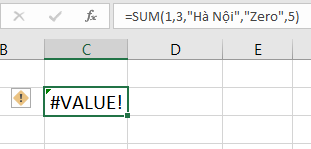 fx =SUM(1,3,"Hà Nội","Zero",5)
B C D E
#VALUE!